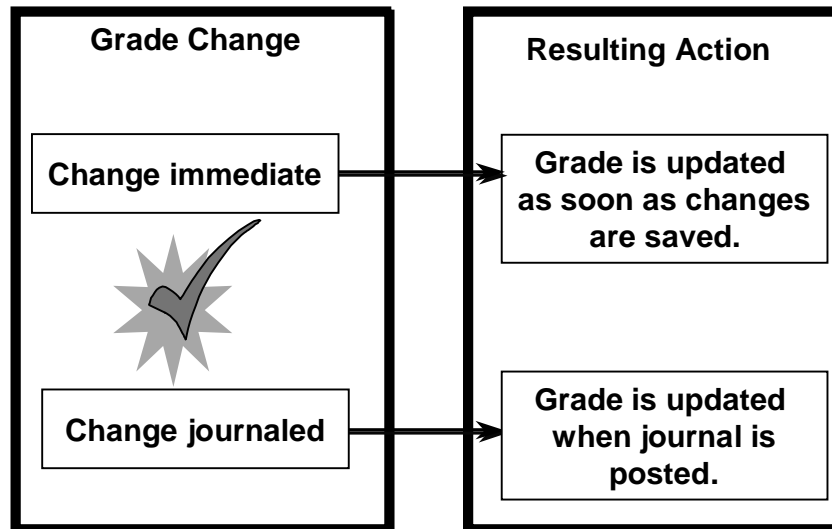 Grade Change
Change immediate
Change journaled
Resulting Action
Grade is updated
as soon as changes
are saved.
Grade is updated
when journal is
posted.